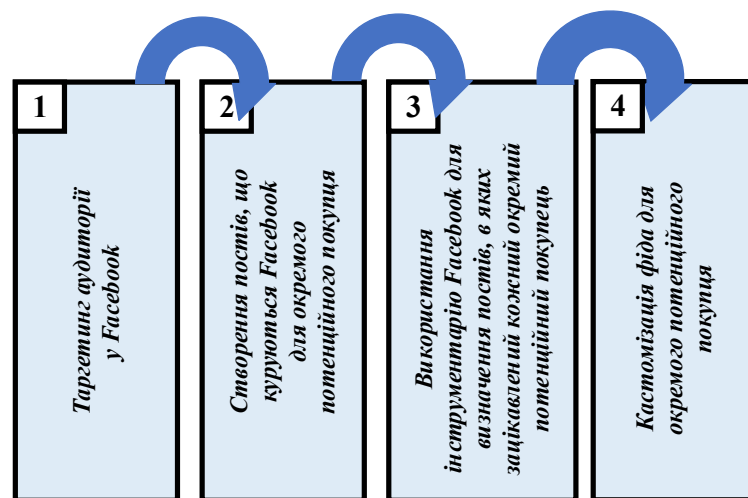 1
Таргетинг аудиторії
у Facebook
2
Створення постів, що
куруються Facebook
для окремого
потенційного покупця
3
Використання
інструментарію Facebook для
визначення постів, в яких
зацікавлений кожний окремий
потенційний покупець
4
Кастомізація фіда для
окремого потенційного
покупця